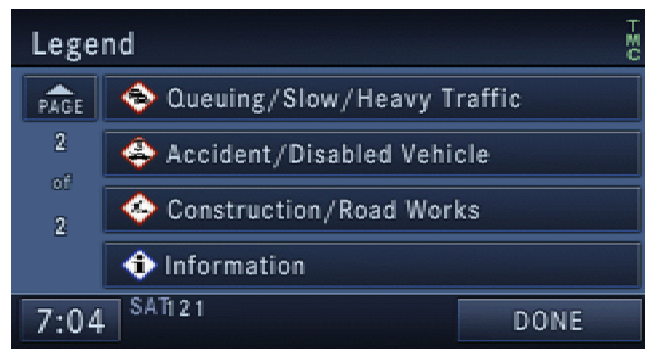 Legend
TMC
PAGE
2
of
2
Queuing/Slow/Heavy Traffic
Accident/Disabled Vehicle
Construction/Road Works
Information
7:04
SAT121
DONE